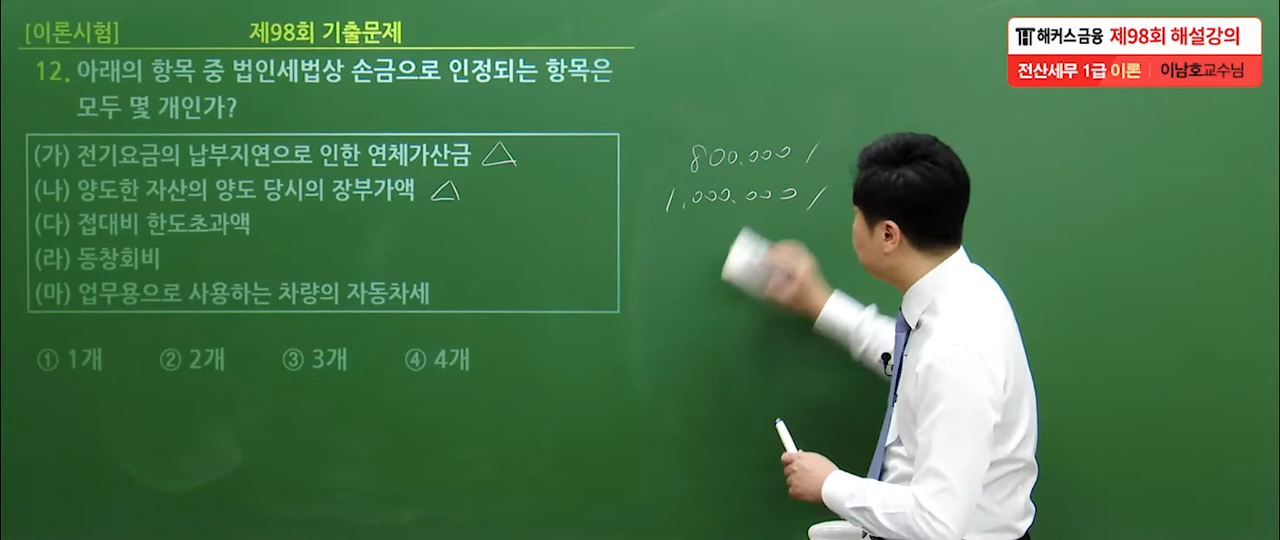 [이론시험] 제98회 기출문제
12. 아래의 항목 중 법인세법상 손금으로 인정되는 항목은
모두 몇 개인가?
(가) 전기요금의 납부지연으로 인한 연체가산금 △
(나) 양도한 자산의 양도 당시의 장부가액 △
(다) 접대비 한도초과액
(라) 동창회비
(마) 업무용으로 사용하는 차량의 자동차세
① 1개 ② 2개 ③ 3개 ④ 4개
800.000 /
1,000.000 /
해커스금융 제98회 해설강의
전산세무 1급 이론 | 이남호교수님